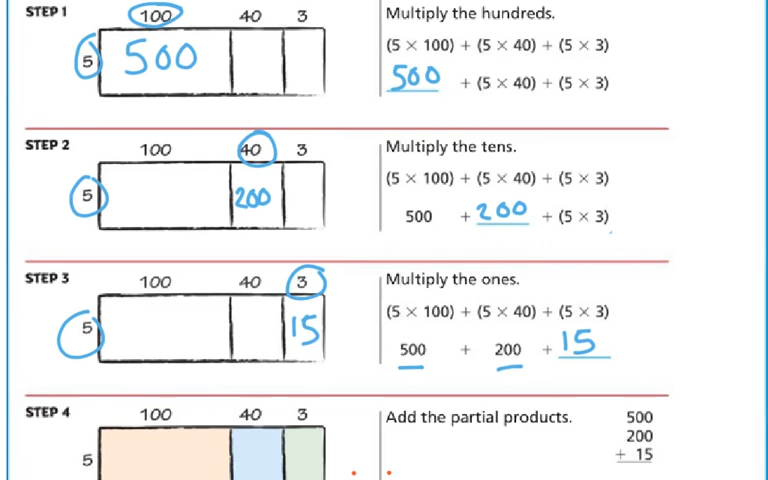 STEP 1
100 40 3
5 500
Multiply the hundreds.
(5 × 100) + (5 × 40) + (5 × 3)
500 + (5 × 40) + (5 × 3)
STEP 2
100 40 3
5 200
Multiply the tens.
(5 × 100) + (5 × 40) + (5 × 3)
500 + 200 + (5 × 3)
STEP 3
100 40 3
5 15
Multiply the ones.
(5 × 100) + (5 × 40) + (5 × 3)
500 + 200 + 15
STEP 4
100 40 3
5
Add the partial products.
500
200
+ 15